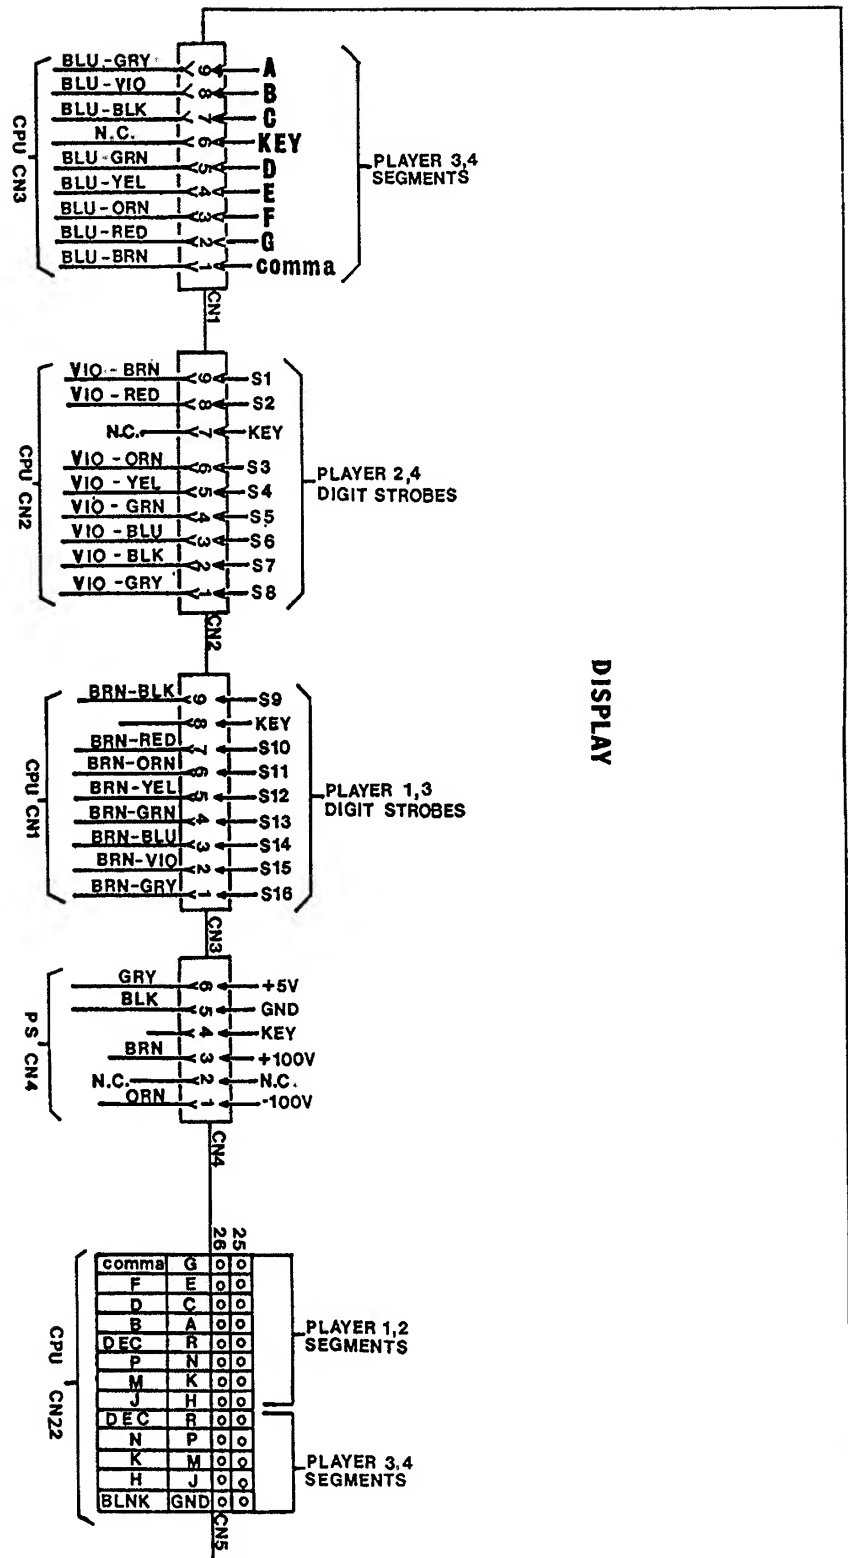 BLU-GRY 9 A
BLU-VIO 8 B
BLU-BLK 7 C
N.C. 6 KEY
BLU-GRN 5 D
BLU-YEL 4 E
BLU-ORN 3 F
BLU-RED 2 G
BLU-BRN 1 comma
CPU CN3
PLAYER 3,4
SEGMENTS
CN1
VIO-BRN 9 S1
VIO-RED 8 S2
N.C. 7 KEY
VIO-ORN 6 S3
VIO-YEL 5 S4
VIO-GRN 4 S5
VIO-BLU 3 S6
VIO-BLK 2 S7
VIO-GRY 1 S8
CPU CN2
PLAYER 2,4
DIGIT STROBES
CN2
DISPLAY
BRN-BLK 9 S9
8 KEY
BRN-RED 7 S10
BRN-ORN 6 S11
BRN-YEL 5 S12
BRN-GRN 4 S13
BRN-BLU 3 S14
BRN-VIO 2 S15
BRN-GRY 1 S16
CPU CN1
PLAYER 1,3
DIGIT STROBES
CN3
GRY 6 +5V
BLK 5 GND
4 KEY
BRN 3 +100V
N.C. 2 N.C.
ORN 1 -100V
PS CN4
CN4
26 25
comma G
F E
D C
B A
DEC R
P N
M K
J H
DEC R
N P
K M
H J
BLNK GND
CPU CN22
PLAYER 1,2
SEGMENTS
PLAYER 3,4
SEGMENTS
CN5